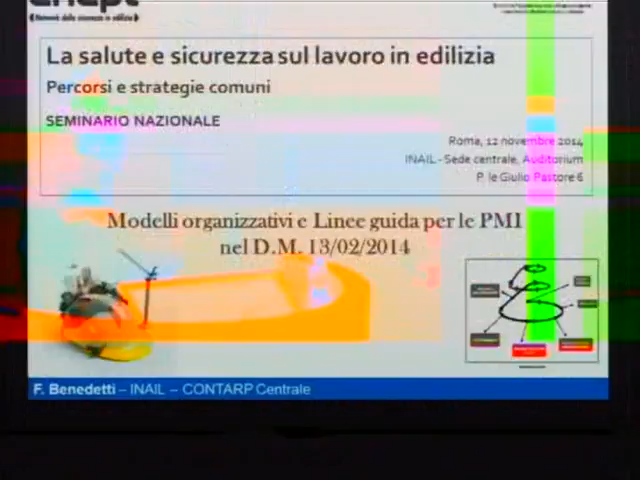 La salute e sicurezza sul lavoro in edilizia
Percorsi e strategie comuni
SEMINARIO NAZIONALE
Roma, 12 novembre 2014
INAIL - Sede centrale, Auditorium
P. le Giulio Pastore 6
Modelli organizzativi e Linee guida per le PMI
nel D.M. 13/02/2014
F. Benedetti – INAIL – CONTARP Centrale